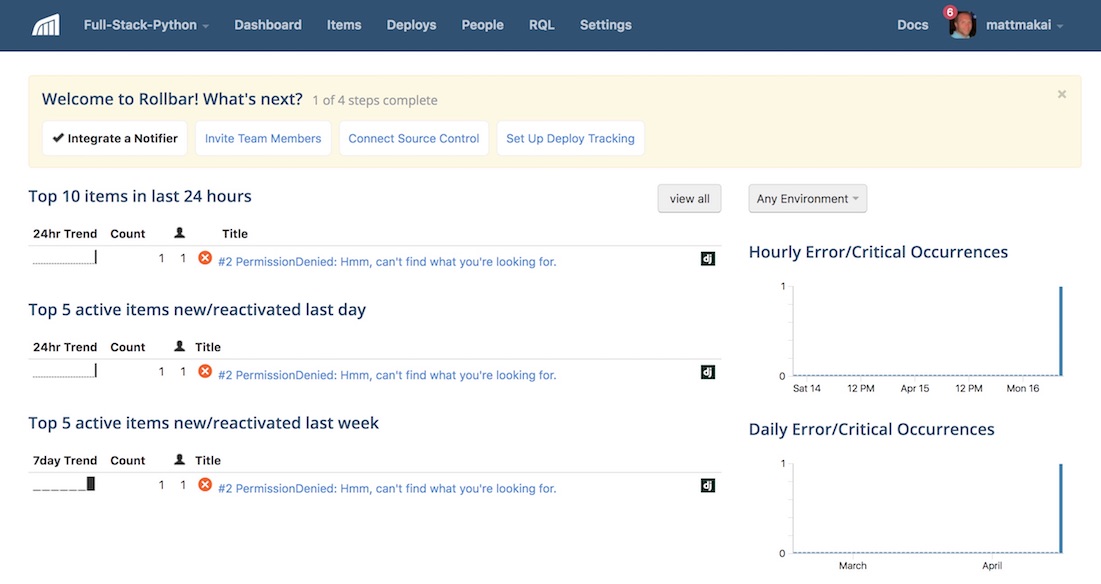 Full-Stack-Python Dashboard Items Deploys People RQL Settings Docs 6 mattmakai
Welcome to Rollbar! What's next? 1 of 4 steps complete ×
✔ Integrate a Notifier Invite Team Members Connect Source Control Set Up Deploy Tracking
Top 10 items in last 24 hours view all
24hr Trend Count Title
1 1 #2 PermissionDenied: Hmm, can't find what you're looking for. dj
Top 5 active items new/reactivated last day
24hr Trend Count Title
1 1 #2 PermissionDenied: Hmm, can't find what you're looking for. dj
Top 5 active items new/reactivated last week
7day Trend Count Title
1 1 #2 PermissionDenied: Hmm, can't find what you're looking for. dj
Any Environment
Hourly Error/Critical Occurrences
1
0
Sat 14 12 PM Apr 15 12 PM Mon 16
Daily Error/Critical Occurrences
1
0
March April